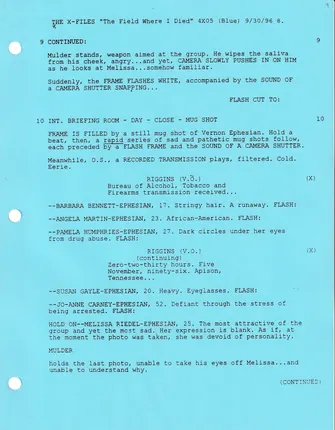 THE X-FILES "The Field Where I Died" 4X05 (Blue) 9/30/96 8.
9 CONTINUED: 9
Mulder stands, weapon aimed at the group. He wipes the saliva
from his cheek, angry...and yet, CAMERA SLOWLY PUSHES IN ON HIM
as he looks at Melissa...somehow familiar.
Suddenly, the FRAME FLASHES WHITE, accompanied by the SOUND OF
a CAMERA SHUTTER SNAPPING...
FLASH CUT TO:
10 INT. BRIEFING ROOM - DAY - CLOSE - MUG SHOT 10
FRAME IS FILLED by a still mug shot of Vernon Ephesian. Hold a
beat, then, a rapid series of sad and pathetic mug shots follow,
each preceded by a FLASH FRAME and the SOUND OF A CAMERA SHUTTER.
Meanwhile, O.S., a RECORDED TRANSMISSION plays, filtered. Cold.
Eerie.
RIGGINS (V.O.) (X)
Bureau of Alcohol, Tobacco and
Firearms transmission received...
--BARBARA BENNETT-EPHESIAN, 17. Stringy hair. A runaway. FLASH:
--ANGELA MARTIN-EPHESIAN, 23. African-American. FLASH:
--PAMELA HUMPHRIES-EPHESIAN, 27. Dark circles under her eyes
from drug abuse. FLASH:
RIGGINS (V.O.) (X)
(continuing)
Zero-two-thirty hours. Five
November, ninety-six. Apison,
Tennessee...
--SUSAN GAYLE-EPHESIAN, 26. Heavy. Eyeglasses. FLASH:
--JO-ANNE CARNEY-EPHESIAN, 52. Defiant through the stress of
being arrested. FLASH:
HOLD ON--MELISSA RIEDEL-EPHESIAN, 25. The most attractive of the
group and yet the most sad. Her expression is blank. As if, at
the moment the photo was taken, she was devoid of personality.
MULDER
Holds the last photo, unable to take his eyes off Melissa...and
unable to understand why.
(CONTINUED)